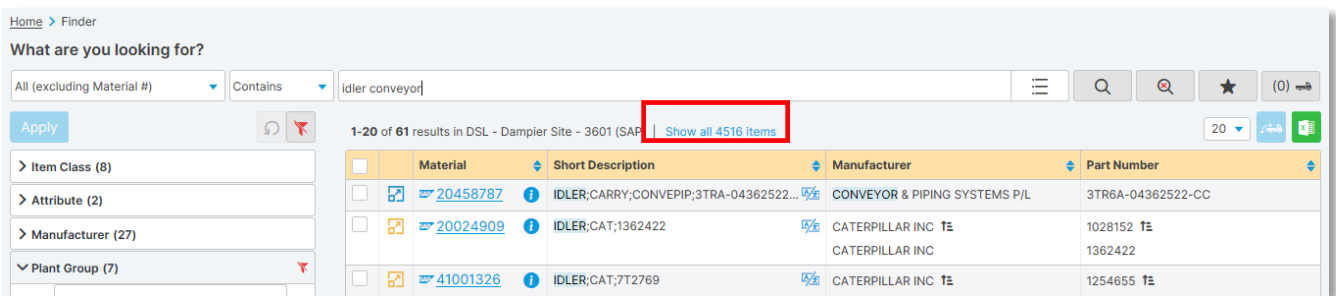 Home > Finder
What are you looking for?
All (excluding Material #) Contains idler conveyor (0)
Apply 1-20 of 61 results in DSL - Dampier Site - 3601 (SAP | Show all 4516 items 20
Material Short Description Manufacturer Part Number
Item Class (8)
20458787 IDLER;CARRY;CONVEPIP;3TRA-04362522... CONVEYOR & PIPING SYSTEMS P/L 3TR6A-04362522-CC
Attribute (2)
20024909 IDLER;CAT;1362422 CATERPILLAR INC 1028152
Manufacturer (27)
CATERPILLAR INC 1362422
Plant Group (7)
41001326 IDLER;CAT;7T2769 CATERPILLAR INC 1254655